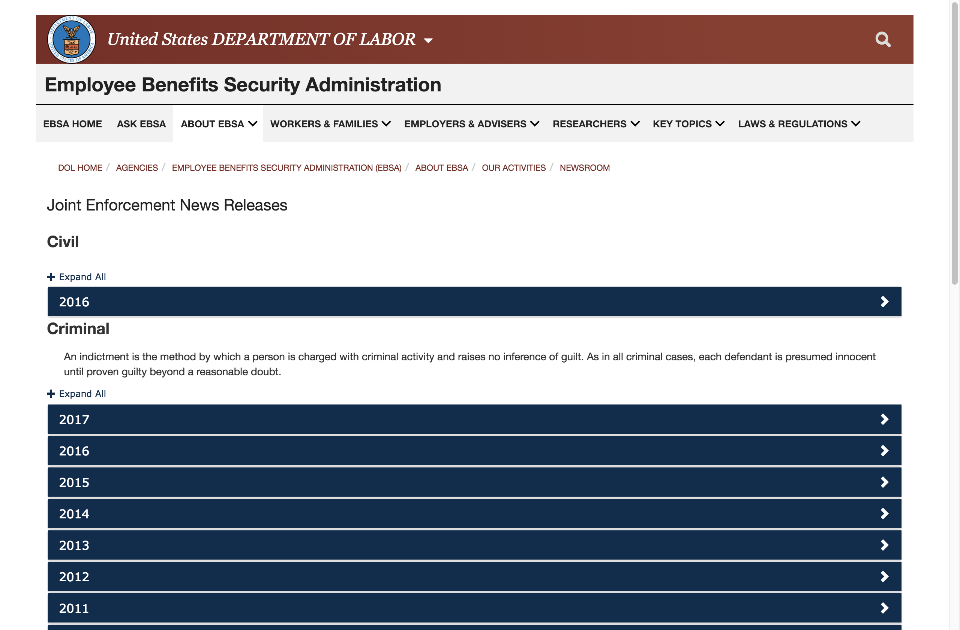 United States DEPARTMENT OF LABOR
Employee Benefits Security Administration
EBSA HOME ASK EBSA ABOUT EBSA WORKERS & FAMILIES EMPLOYERS & ADVISERS RESEARCHERS KEY TOPICS LAWS & REGULATIONS
DOL HOME / AGENCIES / EMPLOYEE BENEFITS SECURITY ADMINISTRATION (EBSA) / ABOUT EBSA / OUR ACTIVITIES / NEWSROOM
Joint Enforcement News Releases
Civil
+ Expand All
2016
Criminal
An indictment is the method by which a person is charged with criminal activity and raises no inference of guilt. As in all criminal cases, each defendant is presumed innocent
until proven guilty beyond a reasonable doubt.
+ Expand All
2017
2016
2015
2014
2013
2012
2011